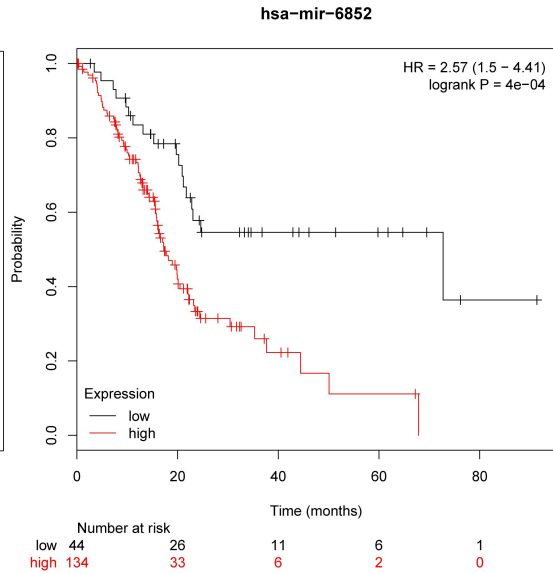 hsa-mir-6852
HR = 2.57 (1.5 − 4.41)
logrank P = 4e−04
Probability
1.0
0.8
0.6
0.4
0.2
0.0
Expression
low
high
0 20 40 60 80
Time (months)
Number at risk
low 44 26 11 6 1
high 134 33 6 2 0